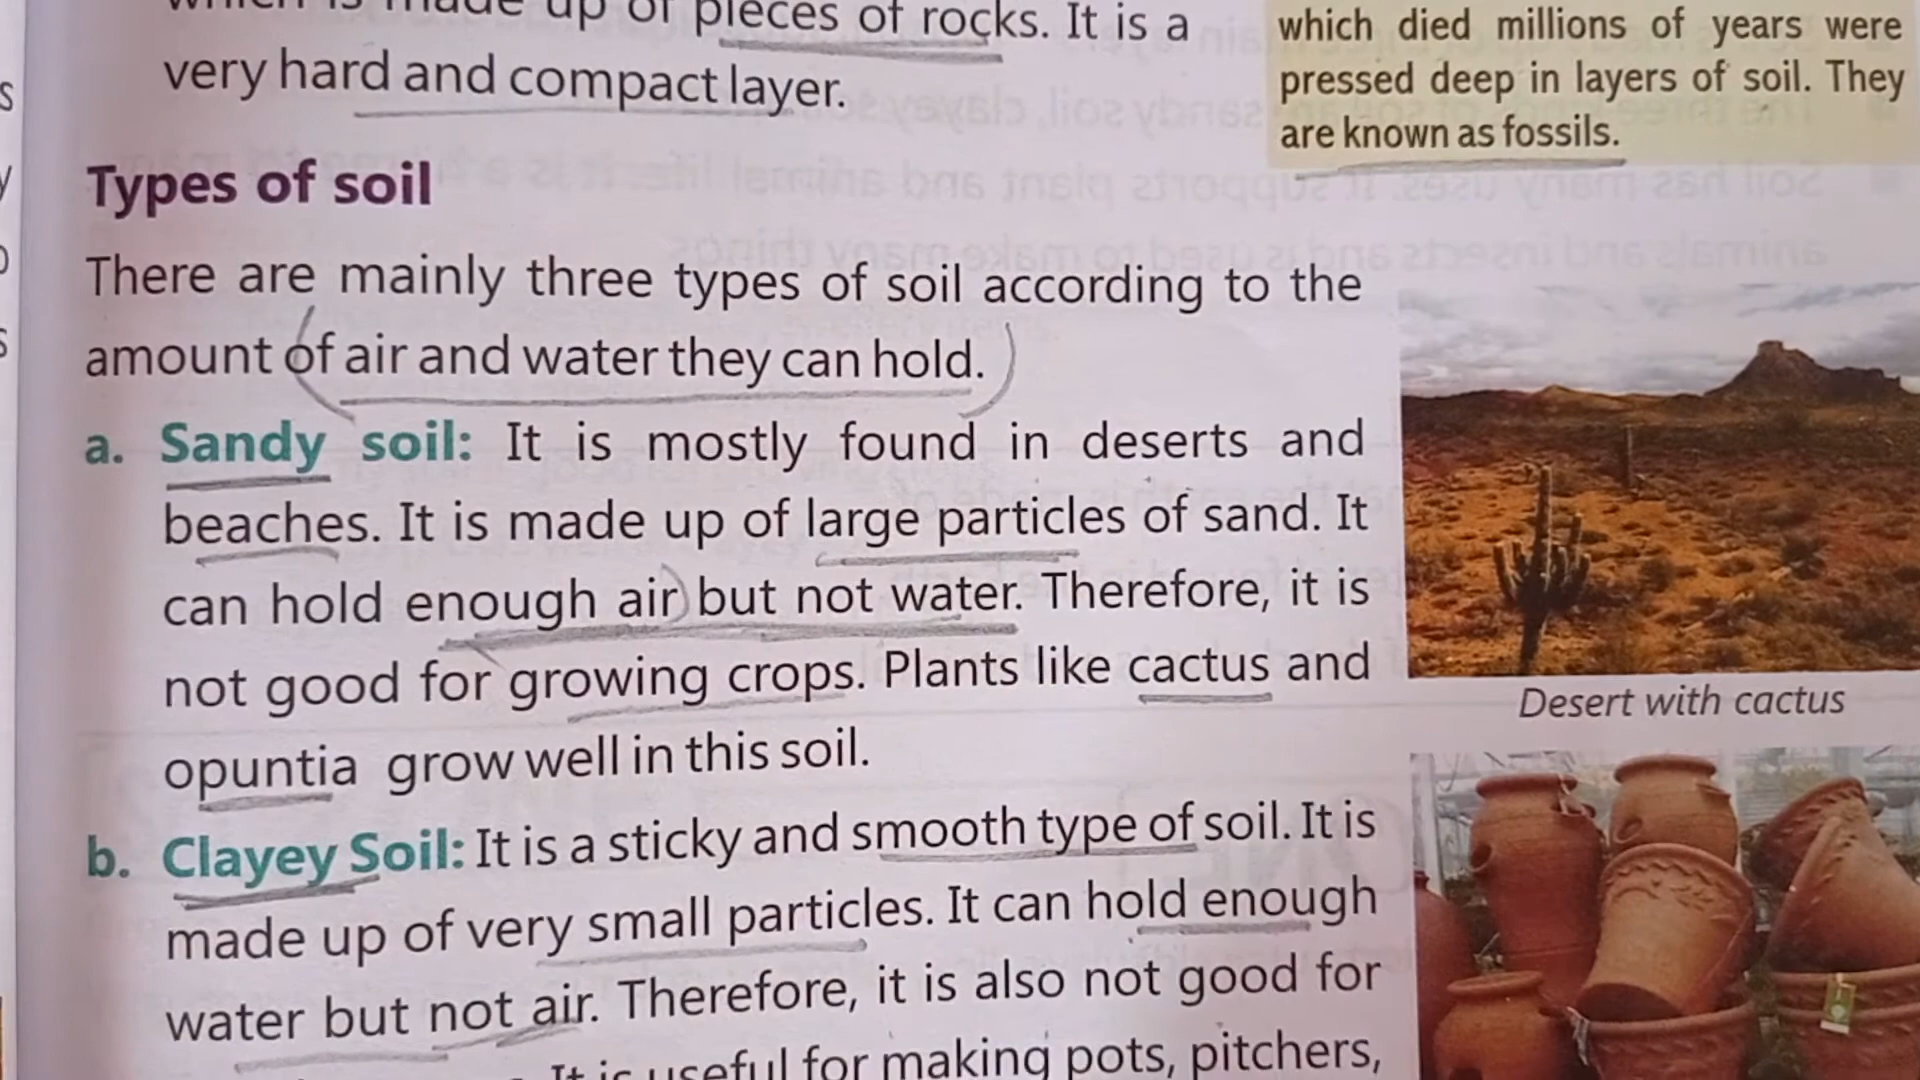 which is made up of pieces of rocks. It is a
very hard and compact layer.
which died millions of years were
pressed deep in layers of soil. They
are known as fossils.
Types of soil
There are mainly three types of soil according to the
amount of air and water they can hold.
a. Sandy soil: It is mostly found in deserts and
beaches. It is made up of large particles of sand. It
can hold enough air but not water. Therefore, it is
not good for growing crops. Plants like cactus and
opuntia grow well in this soil.
Desert with cactus
b. Clayey Soil: It is a sticky and smooth type of soil. It is
made up of very small particles. It can hold enough
water but not air. Therefore, it is also not good for
It is useful for making pots, pitchers,